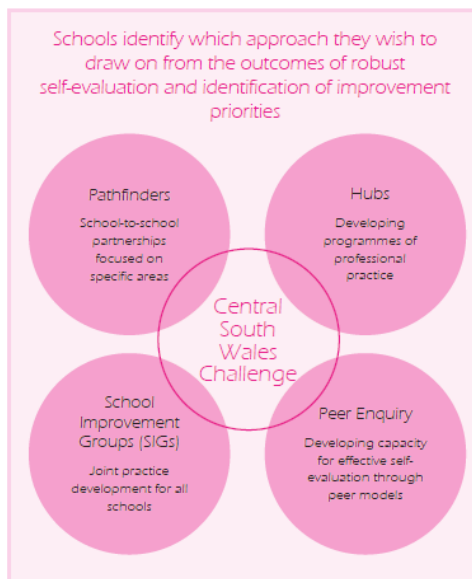 Schools identify which approach they wish to
draw on from the outcomes of robust
self-evaluation and identification of improvement
priorities
Pathfinders
School-to-school
partnerships
focused on
specific areas
Hubs
Developing
programmes of
professional
practice
Central
South
Wales
Challenge
School
Improvement
Groups (SIGs)
Joint practice
development for all
schools
Peer Enquiry
Developing capacity
for effective self-
evaluation through
peer models